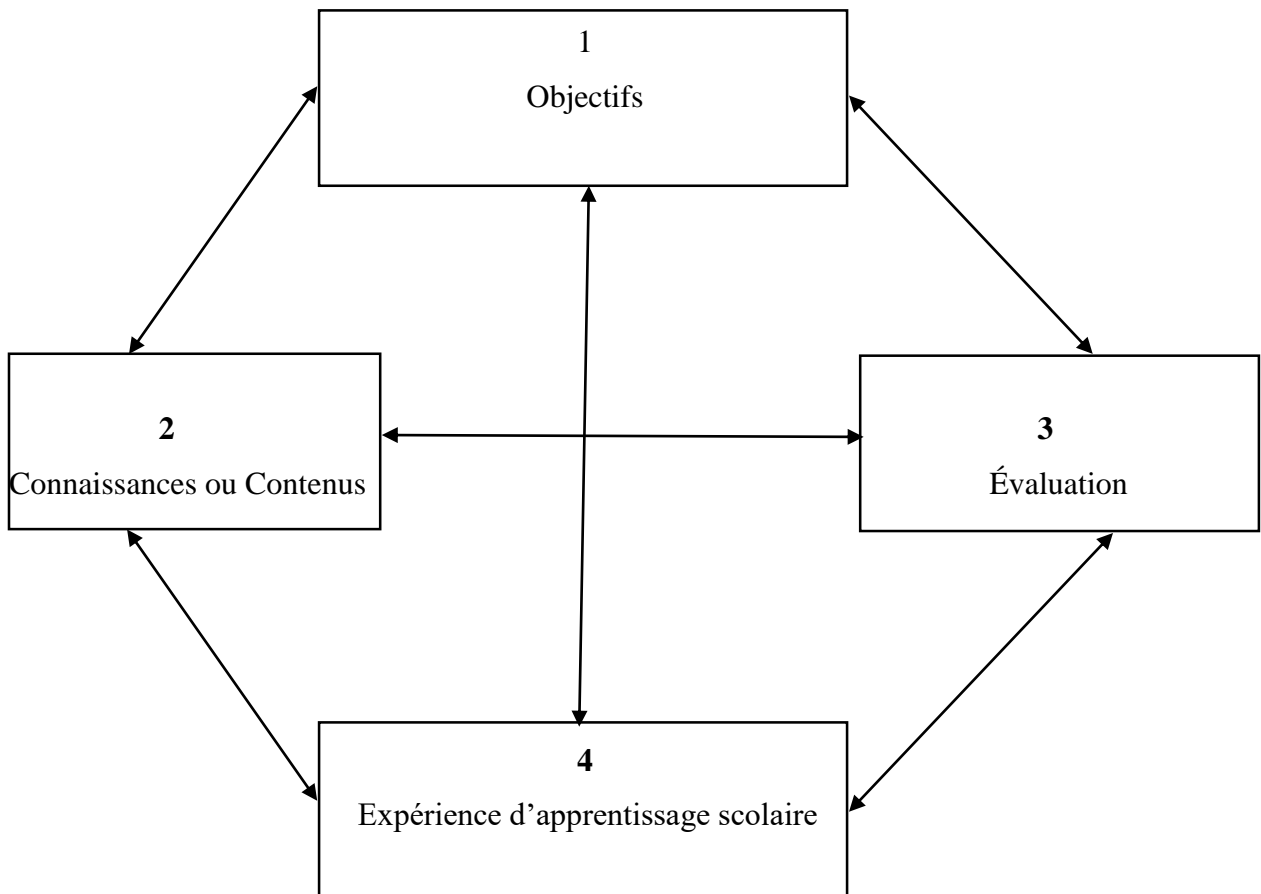 1
Objectifs
2
Connaissances ou Contenus
3
Évaluation
4
Expérience d’apprentissage scolaire